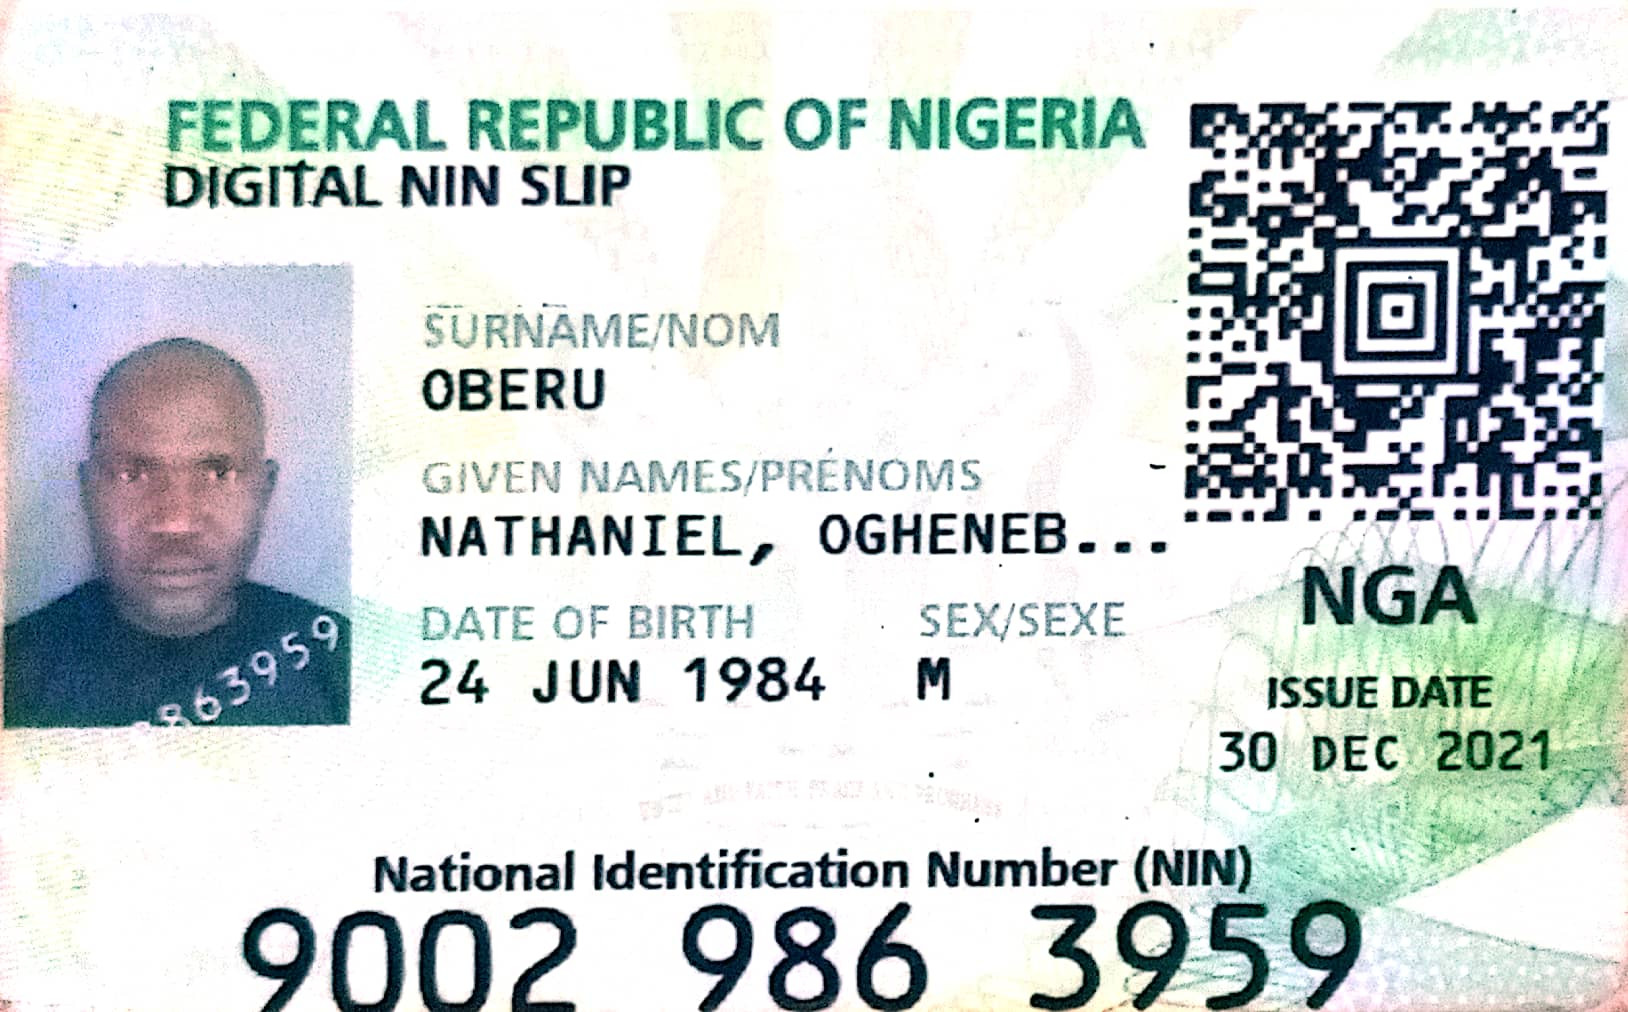 FEDERAL REPUBLIC OF NIGERIA
DIGITAL NIN SLIP
SURNAME/NOM
OBERU
GIVEN NAMES/PRÉNOMS
NATHANIEL, OGHENEB...
DATE OF BIRTH
24 JUN 1984
SEX/SEXE
M
863959
NGA
ISSUE DATE
30 DEC 2021
National Identification Number (NIN)
9002 986 3959